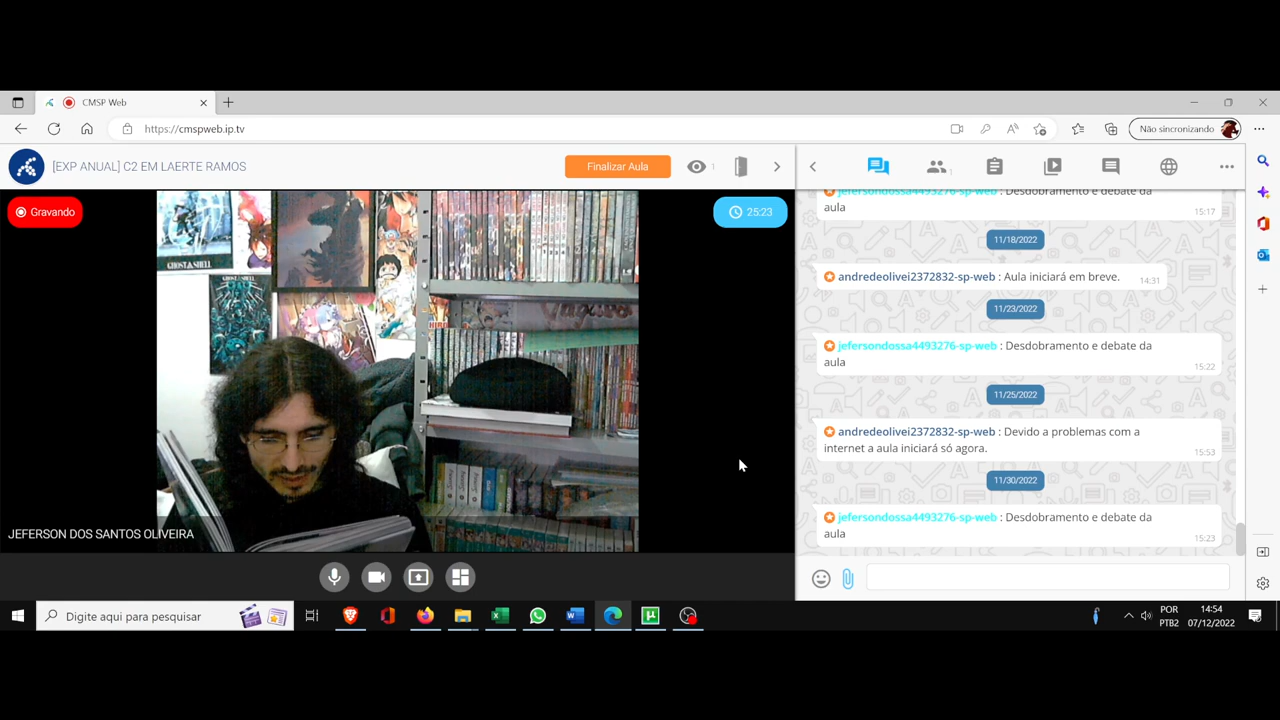 CMSP Web
https://cmspweb.ip.tv
Não sincronizando
[EXP ANUAL] C2 EM LAERTE RAMOS
Finalizar Aula
1
1
Gravando
25:23
GHOST IN THE SHELL
JEFERSON DOS SANTOS OLIVEIRA
jefersondossa4493276-sp-web : Desdobramento e debate da
aula
15:17
11/18/2022
andredeolivei2372832-sp-web : Aula iniciará em breve.
14:31
11/23/2022
jefersondossa4493276-sp-web : Desdobramento e debate da
aula
15:22
11/25/2022
andredeolivei2372832-sp-web : Devido a problemas com a
internet a aula iniciará só agora.
15:53
11/30/2022
jefersondossa4493276-sp-web : Desdobramento e debate da
aula
15:23
Digite aqui para pesquisar
POR
PTB2
14:54
07/12/2022